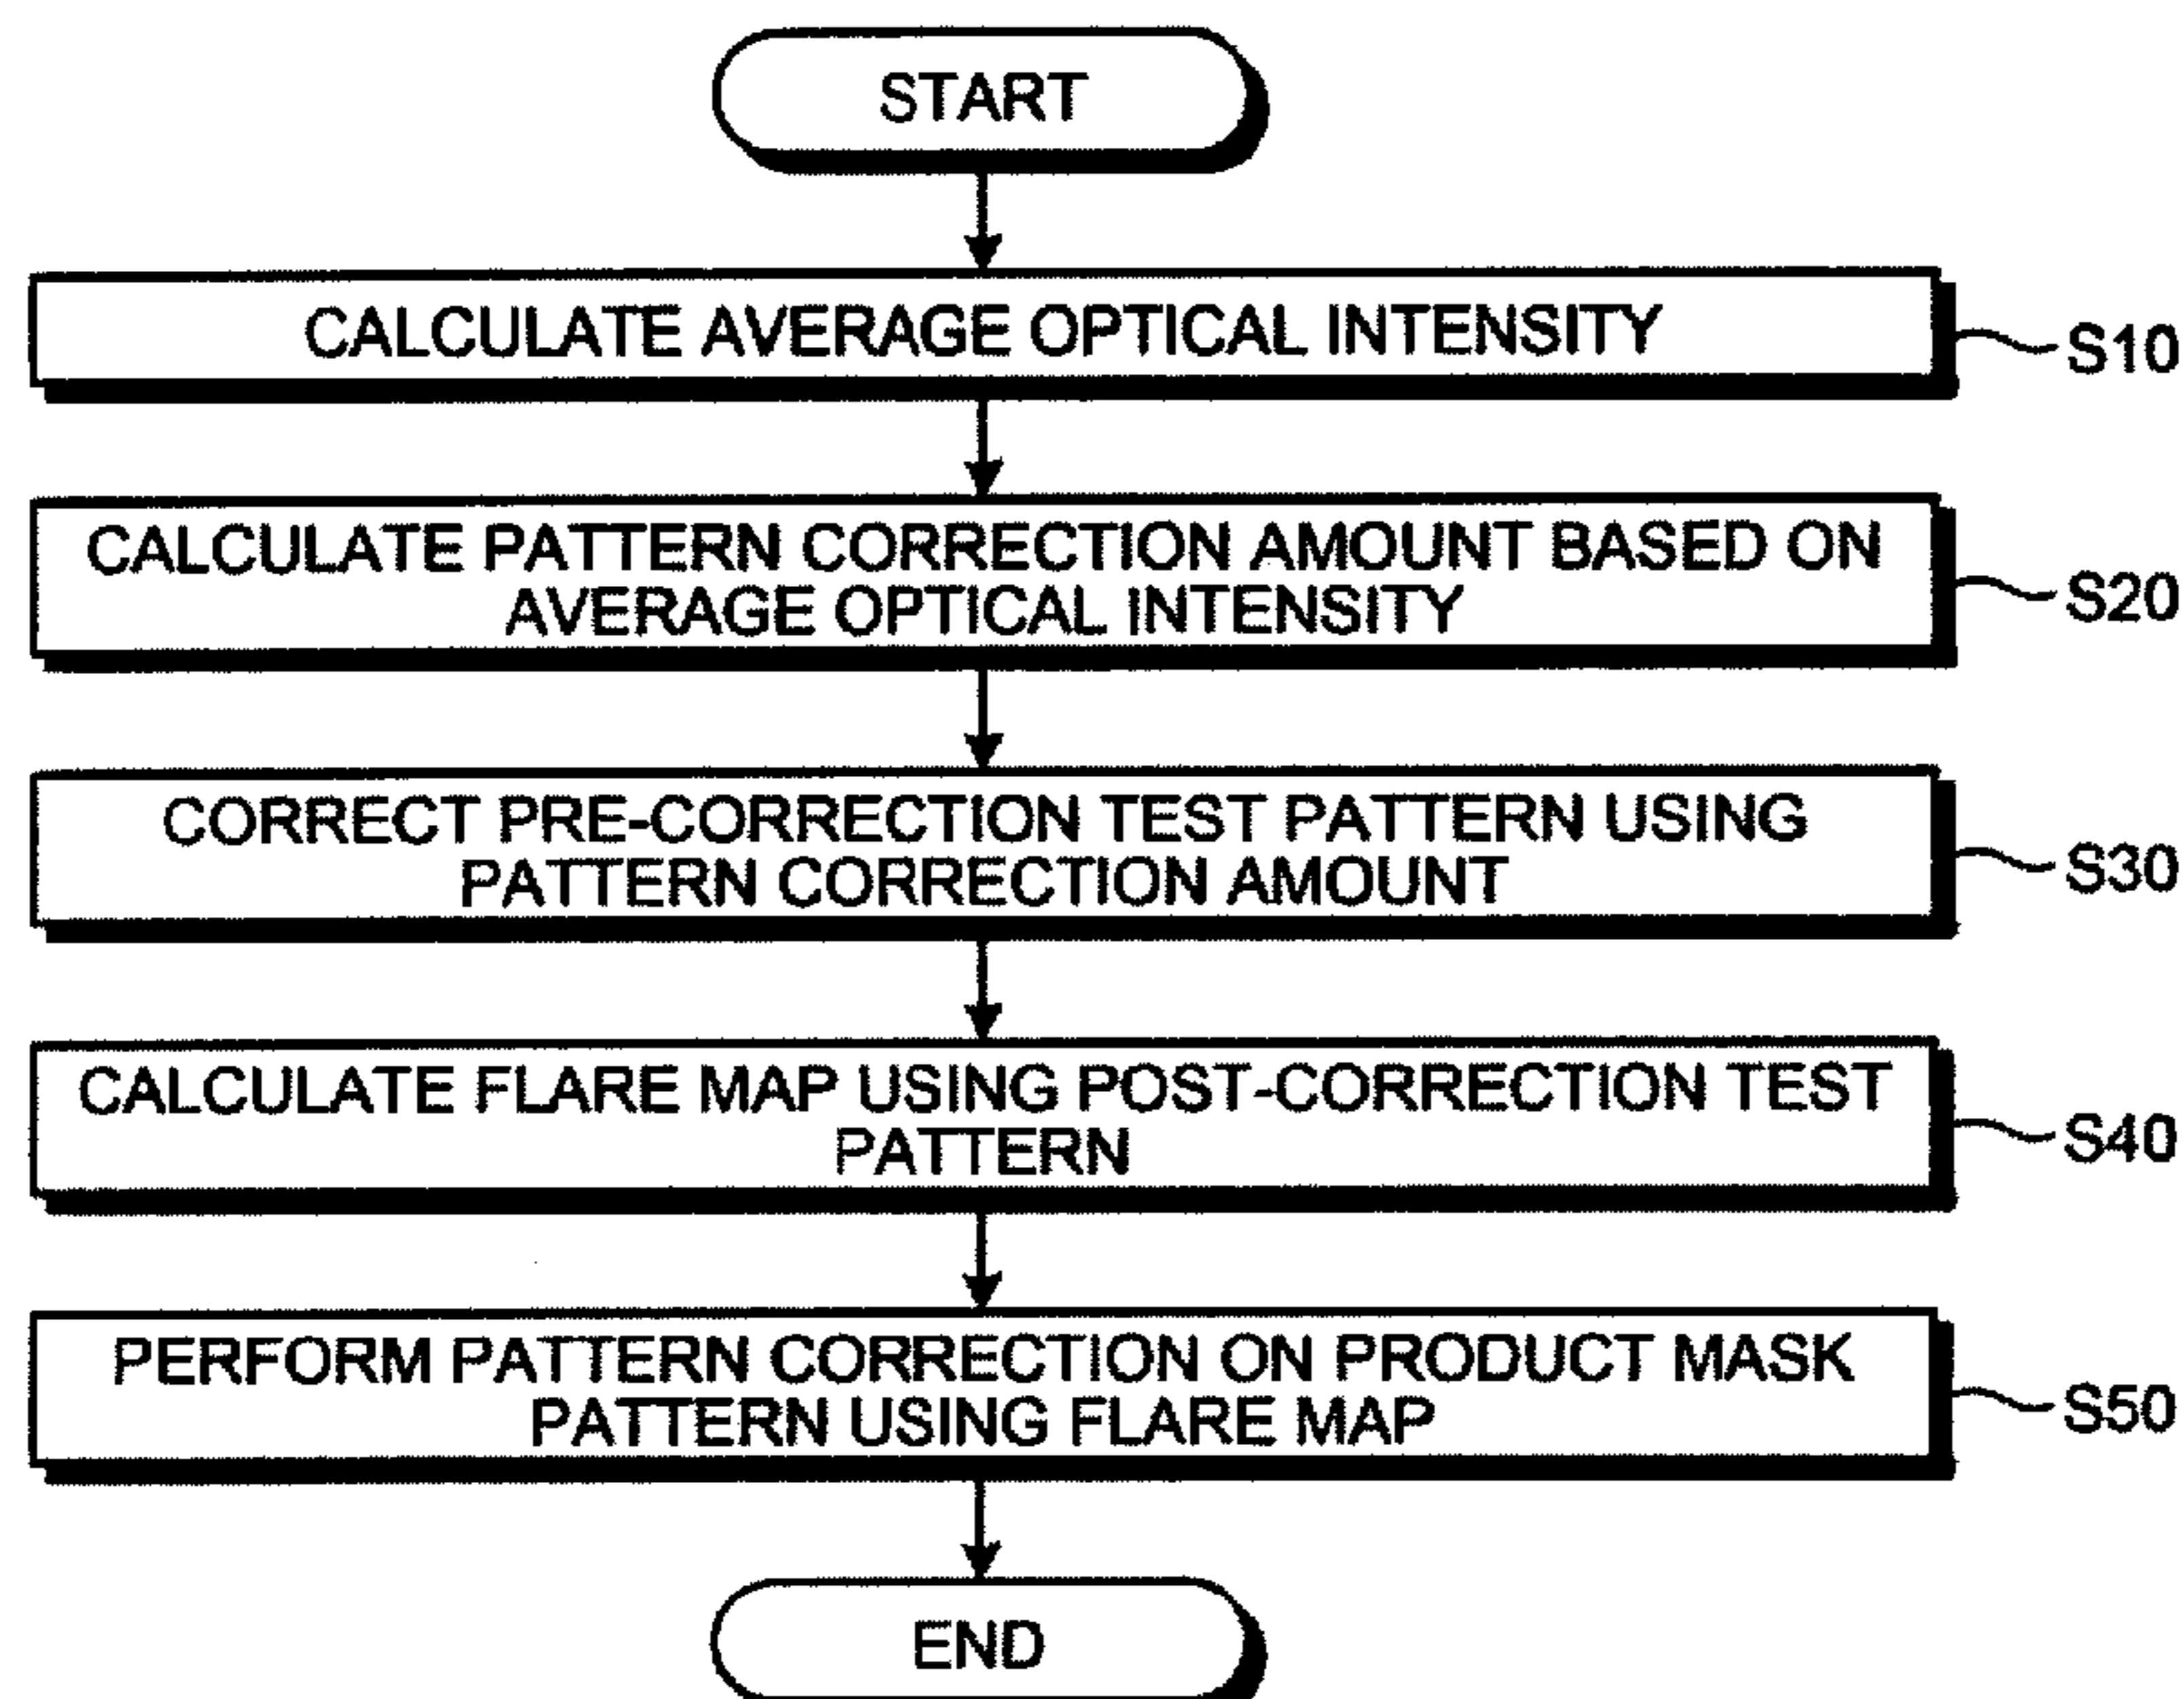 START
CALCULATE AVERAGE OPTICAL INTENSITY
S10
CALCULATE PATTERN CORRECTION AMOUNT BASED ON
AVERAGE OPTICAL INTENSITY
S20
CORRECT PRE-CORRECTION TEST PATTERN USING
PATTERN CORRECTION AMOUNT
S30
CALCULATE FLARE MAP USING POST-CORRECTION TEST
PATTERN
S40
PERFORM PATTERN CORRECTION ON PRODUCT MASK
PATTERN USING FLARE MAP
S50
END